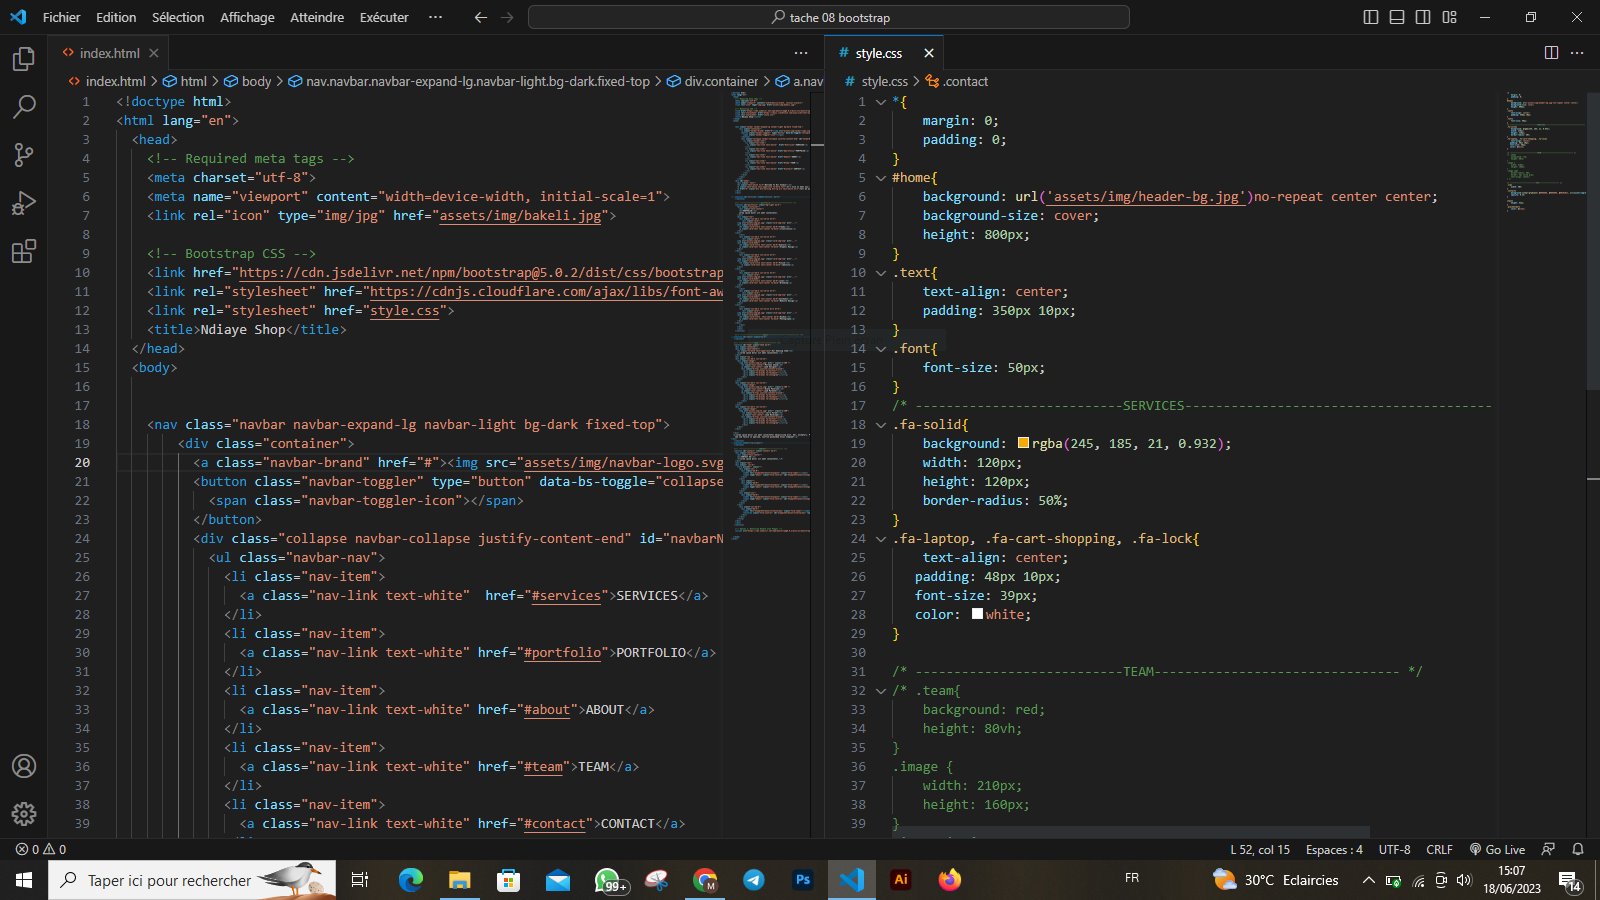 Fichier Edition Sélection Affichage Atteindre Exécuter ···
tache 08 bootstrap
index.html
style.css
index.html > html > body > nav.navbar.navbar-expand-lg.navbar-light.bg-dark.fixed-top > div.container > a.nav
1 <!doctype html>
2 <html lang="en">
3 <head>
4 <!-- Required meta tags -->
5 <meta charset="utf-8">
6 <meta name="viewport" content="width=device-width, initial-scale=1">
7 <link rel="icon" type="img/jpg" href="assets/img/bakeli.jpg">
8
9 <!-- Bootstrap CSS -->
10 <link href="https://cdn.jsdelivr.net/npm/bootstrap@5.0.2/dist/css/bootstrap
11 <link rel="stylesheet" href="https://cdnjs.cloudflare.com/ajax/libs/font-aw
12 <link rel="stylesheet" href="style.css">
13 <title>Ndiaye Shop</title>
14 </head>
15 <body>
16
17
18 <nav class="navbar navbar-expand-lg navbar-light bg-dark fixed-top">
19 <div class="container">
20 <a class="navbar-brand" href="#"><img src="assets/img/navbar-logo.svg
21 <button class="navbar-toggler" type="button" data-bs-toggle="collapse
22 <span class="navbar-toggler-icon"></span>
23 </button>
24 <div class="collapse navbar-collapse justify-content-end" id="navbarN
25 <ul class="navbar-nav">
26 <li class="nav-item">
27 <a class="nav-link text-white"  href="#services">SERVICES</a>
28 </li>
29 <li class="nav-item">
30 <a class="nav-link text-white" href="#portfolio">PORTFOLIO</a>
31 </li>
32 <li class="nav-item">
33 <a class="nav-link text-white" href="#about">ABOUT</a>
34 </li>
35 <li class="nav-item">
36 <a class="nav-link text-white" href="#team">TEAM</a>
37 </li>
38 <li class="nav-item">
39 <a class="nav-link text-white" href="#contact">CONTACT</a>
style.css > .contact
1 *{
2 margin: 0;
3 padding: 0;
4 }
5 #home{
6 background: url('assets/img/header-bg.jpg')no-repeat center center;
7 background-size: cover;
8 height: 800px;
9 }
10 .text{
11 text-align: center;
12 padding: 350px 10px;
13 }
14 .font{
15 font-size: 50px;
16 }
17 /* ---------------------------SERVICES----------------------------------------
18 .fa-solid{
19 background: rgba(245, 185, 21, 0.932);
20 width: 120px;
21 height: 120px;
22 border-radius: 50%;
23 }
24 .fa-laptop, .fa-cart-shopping, .fa-lock{
25 text-align: center;
26 padding: 48px 10px;
27 font-size: 39px;
28 color: white;
29 }
30
31 /* ---------------------------TEAM-------------------------------- */
32 /* .team{
33 background: red;
34 height: 80vh;
35 }
36 .image {
37 width: 210px;
38 height: 160px;
39 }
0 0
L 52, col 15 Espaces : 4 UTF-8 CRLF Go Live
Taper ici pour rechercher
99+
M
Ps
Ai
FR
30°C Eclaircies
15:07
18/06/2023
14